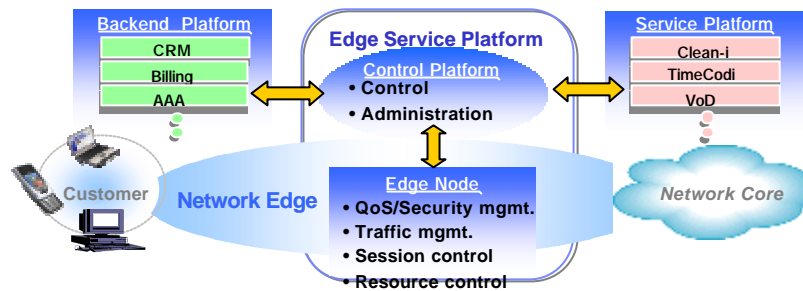 Backend Platform
CRM
Billing
AAA
Edge Service Platform
Control Platform
• Control
• Administration
Service Platform
Clean-i
TimeCodi
VoD
Customer
Network Edge
Edge Node
• QoS/Security mgmt.
• Traffic mgmt.
• Session control
• Resource control
Network Core